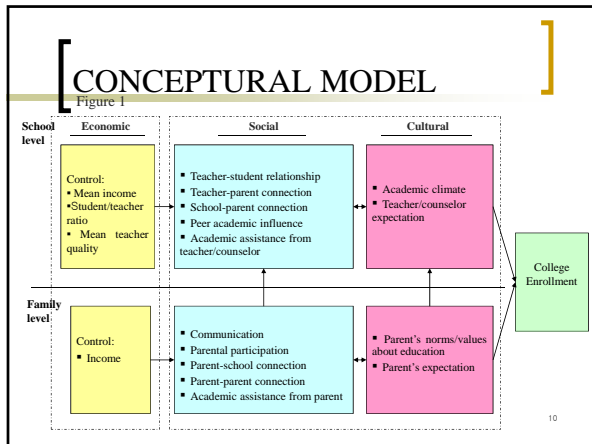 CONCEPTURAL MODEL
Figure 1
School
level
Economic
Social
Cultural
Control:
▪ Mean income
▪Student/teacher
ratio
▪ Mean teacher
quality
▪ Teacher-student relationship
▪ Teacher-parent connection
▪ School-parent connection
▪ Peer academic influence
▪ Academic assistance from
teacher/counselor
▪ Academic climate
▪ Teacher/counselor
expectation
College
Enrollment
Family
level
Control:
▪ Income
▪ Communication
▪ Parental participation
▪ Parent-school connection
▪ Parent-parent connection
▪ Academic assistance from parent
▪ Parent's norms/values
about education
▪ Parent's expectation
10